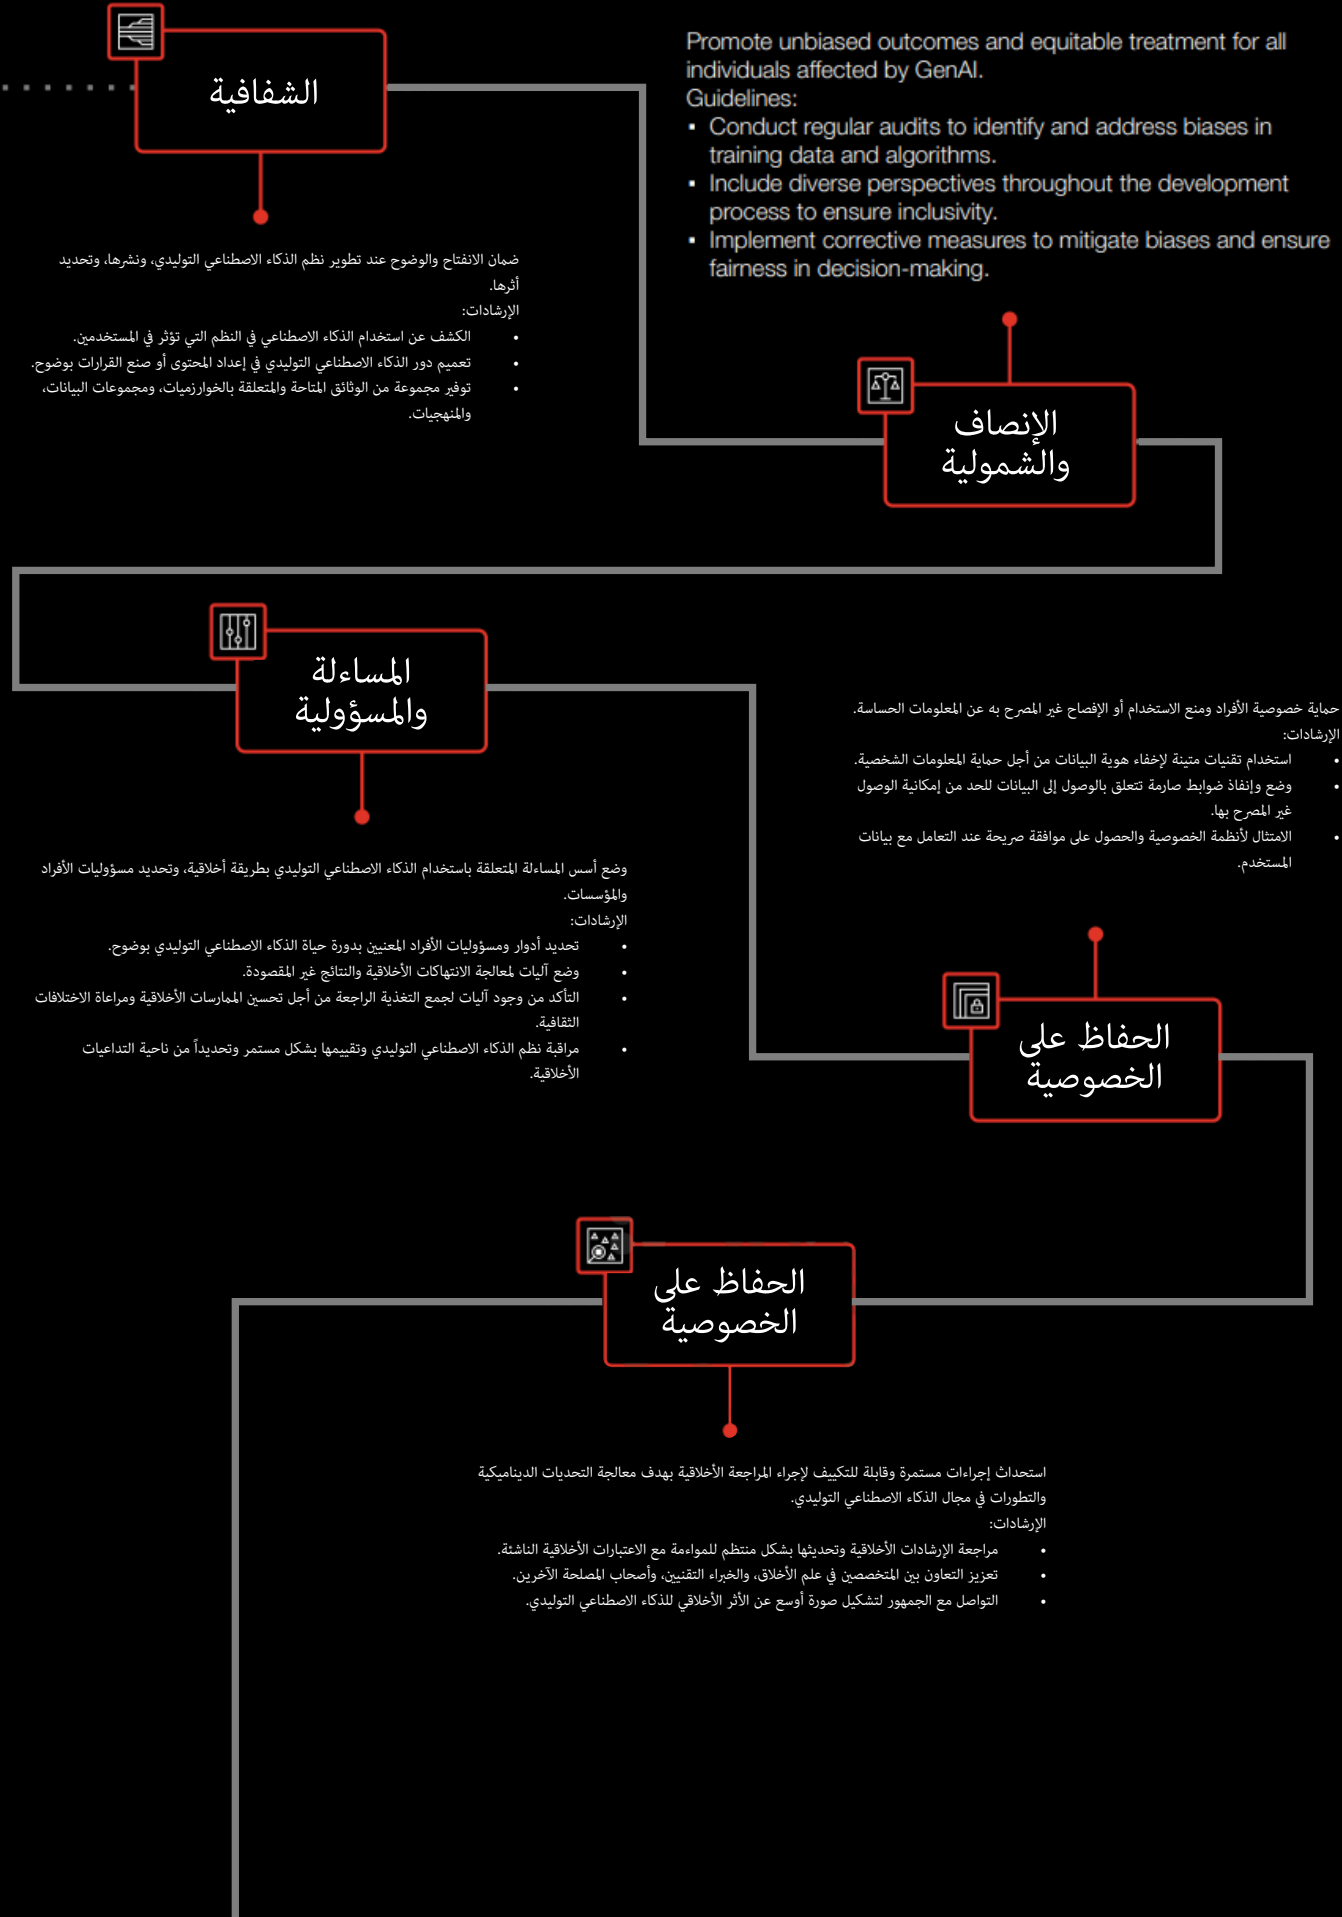 الشفافية
ضمان الانفتاح والوضوح عند تطوير نظم الذكاء الاصطناعي التوليدي، ونشرها، وتحديد
أثرها.
الإرشادات:
• الكشف عن استخدام الذكاء الاصطناعي في النظم التي تؤثر في المستخدمين.
• تعميم دور الذكاء الاصطناعي التوليدي في إعداد المحتوى أو صنع القرارات بوضوح.
• توفير مجموعة من الوثائق المتاحة والمتعلقة بالخوارزميات، ومجموعات البيانات،
والمنهجيات.
Promote unbiased outcomes and equitable treatment for all
individuals affected by GenAI.
Guidelines:
▪ Conduct regular audits to identify and address biases in
training data and algorithms.
▪ Include diverse perspectives throughout the development
process to ensure inclusivity.
▪ Implement corrective measures to mitigate biases and ensure
fairness in decision-making.
الإنصاف
والشمولية
المساءلة
والمسؤولية
وضع أسس المساءلة المتعلقة باستخدام الذكاء الاصطناعي التوليدي بطريقة أخلاقية، وتحديد مسؤوليات الأفراد
والمؤسسات.
الإرشادات:
• تحديد أدوار ومسؤوليات الأفراد المعنيين بدورة حياة الذكاء الاصطناعي التوليدي بوضوح.
• وضع آليات لمعالجة الانتهاكات الأخلاقية والنتائج غير المقصودة.
• التأكد من وجود آليات لجمع التغذية الراجعة من أجل تحسين الممارسات الأخلاقية ومراعاة الاختلافات
الثقافية.
• مراقبة نظم الذكاء الاصطناعي التوليدي وتقييمها بشكل مستمر وتحديداً من ناحية التداعيات
الأخلاقية.
حماية خصوصية الأفراد ومنع الاستخدام أو الإفصاح غير المصرح به عن المعلومات الحساسة.
الإرشادات:
• استخدام تقنيات متينة لإخفاء هوية البيانات من أجل حماية المعلومات الشخصية.
• وضع وإنفاذ ضوابط صارمة تتعلق بالوصول إلى البيانات للحد من إمكانية الوصول
غير المصرح بها.
• الامتثال لأنظمة الخصوصية والحصول على موافقة صريحة عند التعامل مع بيانات
المستخدم.
الحفاظ على
الخصوصية
الحفاظ على
الخصوصية
استحداث إجراءات مستمرة وقابلة للتكييف لإجراء المراجعة الأخلاقية بهدف معالجة التحديات الديناميكية
والتطورات في مجال الذكاء الاصطناعي التوليدي.
الإرشادات:
• مراجعة الإرشادات الأخلاقية وتحديثها بشكل منتظم للمواءمة مع الاعتبارات الأخلاقية الناشئة.
• تعزيز التعاون بين المتخصصين في علم الأخلاق، والخبراء التقنيين، وأصحاب المصلحة الآخرين.
• التواصل مع الجمهور لتشكيل صورة أوسع عن الأثر الأخلاقي للذكاء الاصطناعي التوليدي.